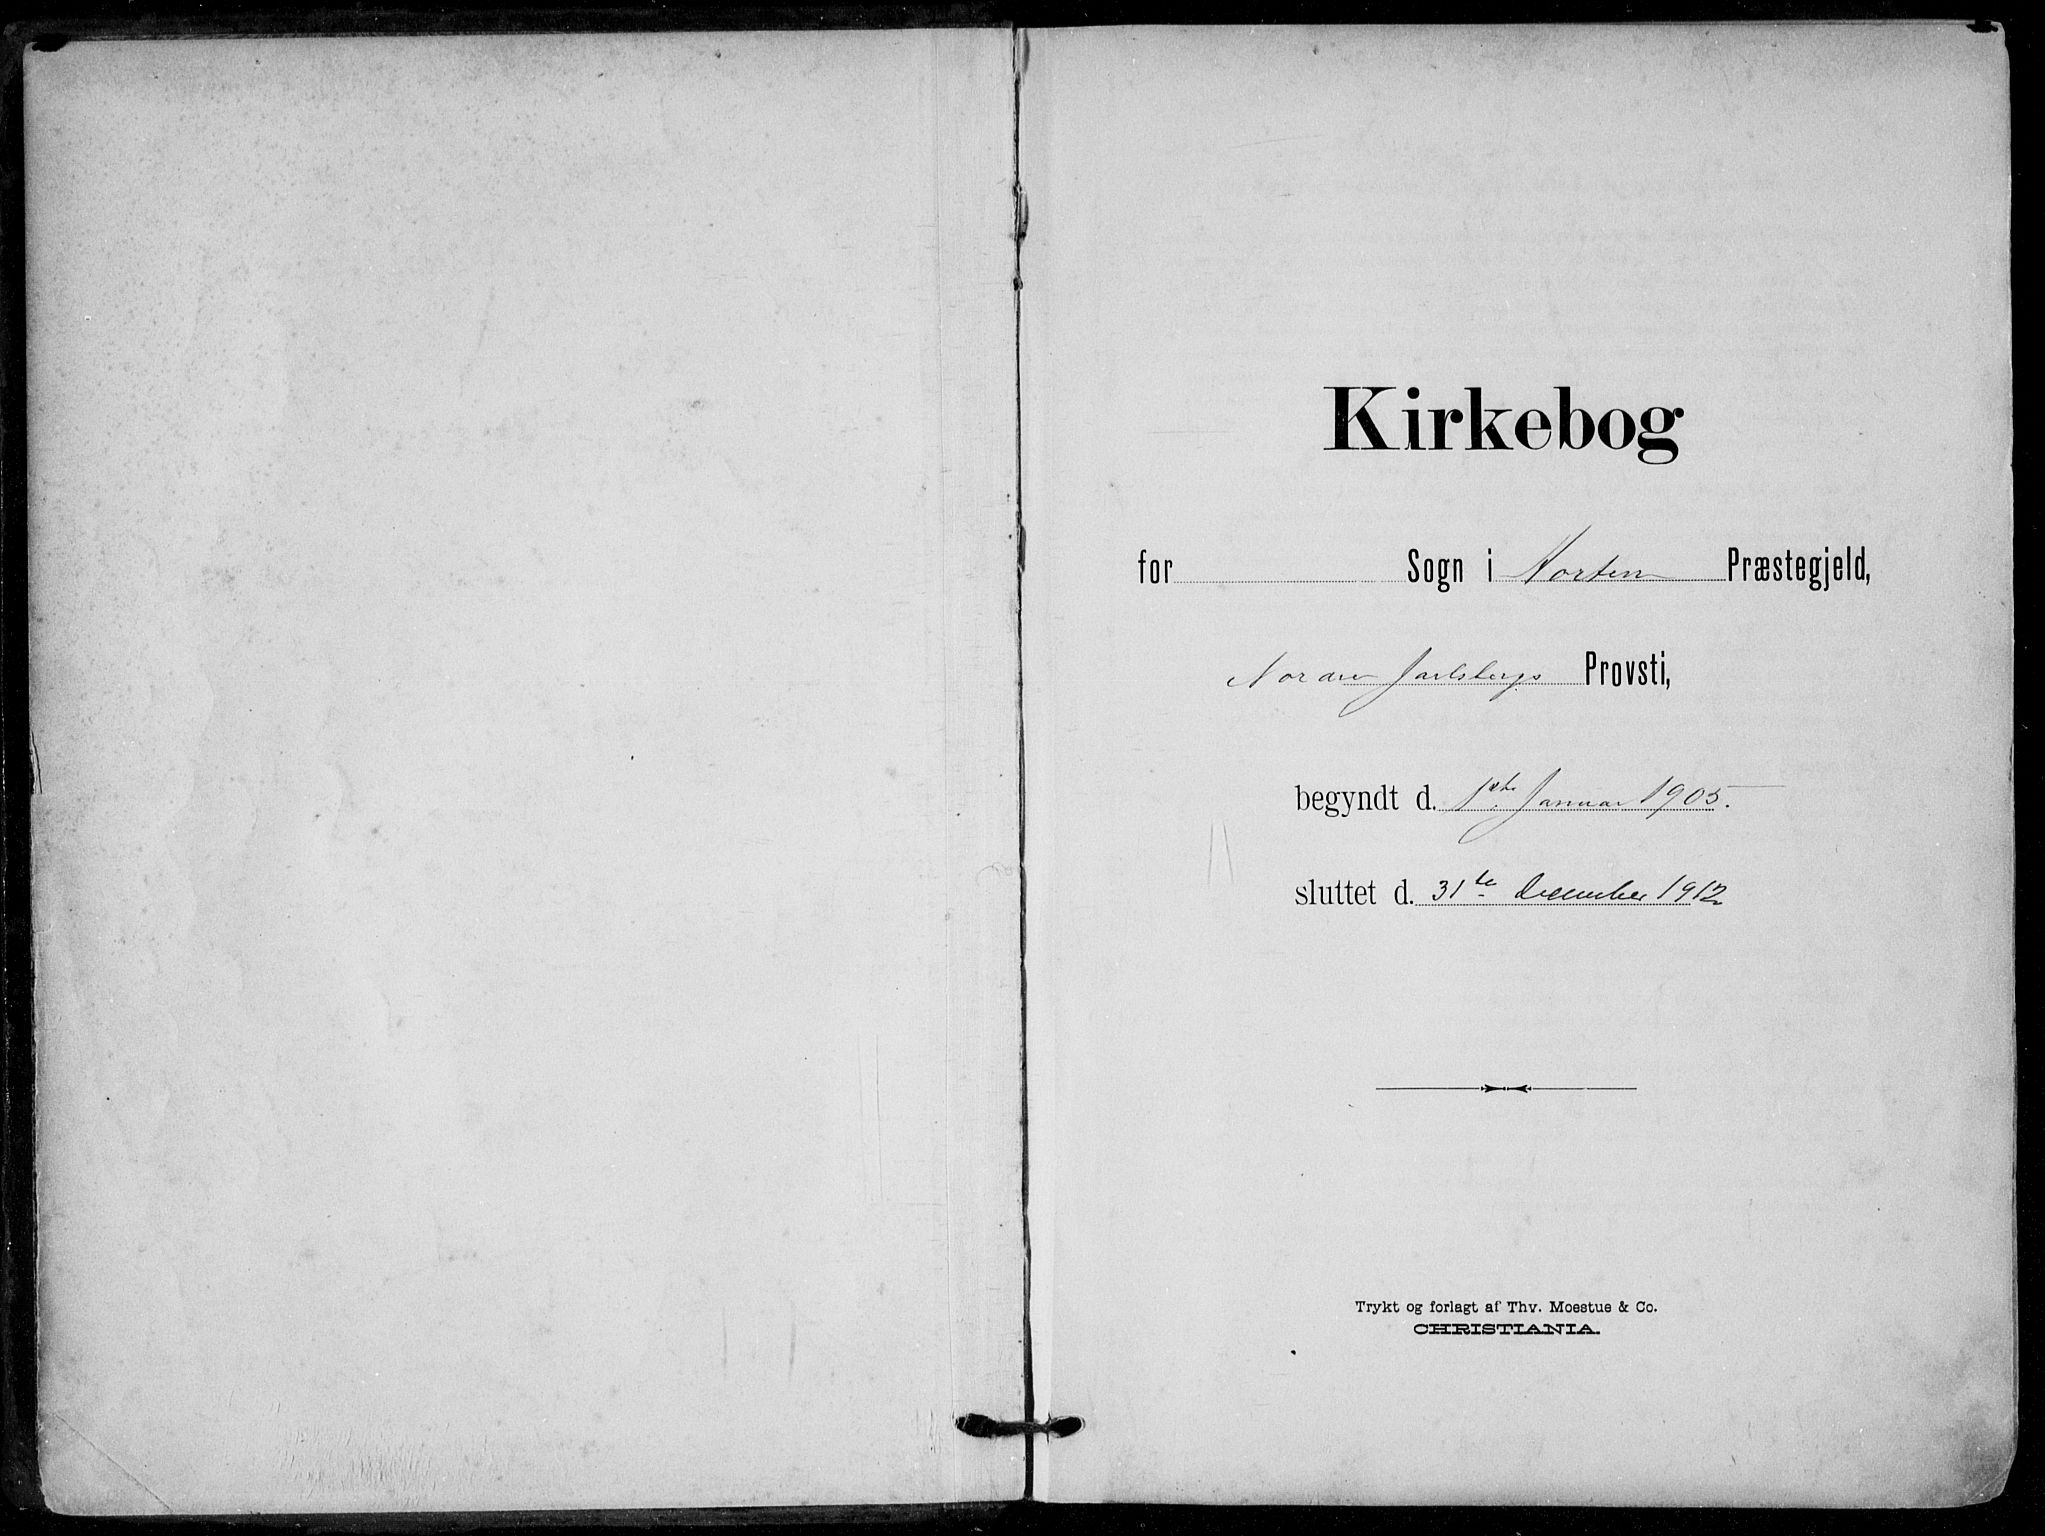 Kirkebog
for Sogn i Horten Præstegjeld,
Nordre Jarlsbergs Provsti,
begyndt d. 1ste Januar 1905.
sluttet d. 31te December 1912
Trykt og forlagt af Thv. Moestue & Co.
CHRISTIANIA.